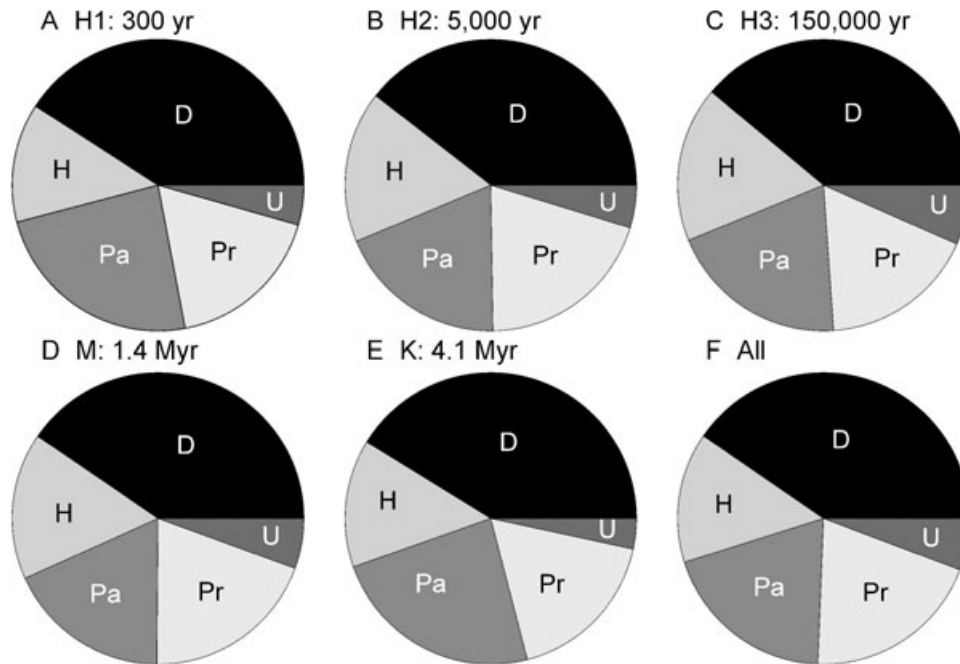 A H1: 300 yr
B H2: 5,000 yr
C H3: 150,000 yr
D
H
U
Pa
Pr
D
H
U
Pa
Pr
D
H
U
Pa
Pr
D M: 1.4 Myr
E K: 4.1 Myr
F All
D
H
U
Pa
Pr
D
H
U
Pa
Pr
D
H
U
Pa
Pr